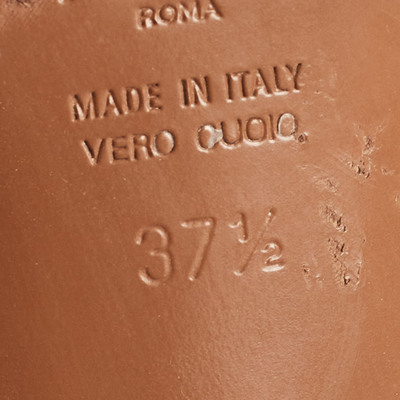 ROMA
MADE IN ITALY
VERO CUOIO
37½